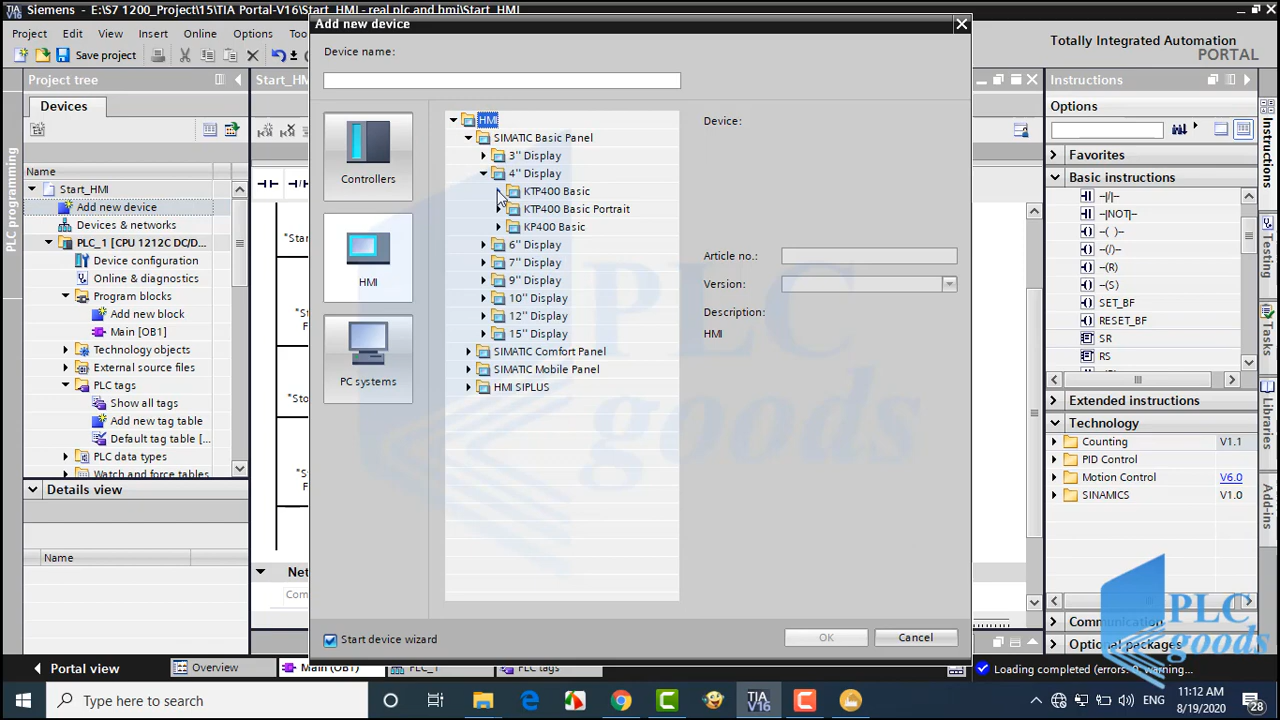 Siemens - E:\S7 1200_Project\15\TIA Portal-V16\Start_HMI - real plc and hmi\Start_HMI
Project Edit View Insert Online Options
Save project
Totally Integrated Automation
PORTAL
Project tree
Devices
PLC programming
Name
Start_HMI
Add new device
Devices & networks
PLC_1 [CPU 1212C DC/D...
Device configuration
Online & diagnostics
Program blocks
Add new block
Main [OB1]
Technology objects
External source files
PLC tags
Show all tags
Add new tag table
Default tag table [...
PLC data types
Watch and force tables
Details view
Name
Add new device
Device name:
Controllers
HMI
PC systems
HMI
SIMATIC Basic Panel
3'' Display
4'' Display
KTP400 Basic
KTP400 Basic Portrait
KP400 Basic
6'' Display
7'' Display
9'' Display
10'' Display
12'' Display
15'' Display
SIMATIC Comfort Panel
SIMATIC Mobile Panel
HMI SIPLUS
Device:
Article no.:
Version:
Description:
HMI
Start device wizard
OK
Cancel
PLC
goods
Instructions
Options
Favorites
Basic instructions
-| |-
-|NOT|-
-( )-
-(/)-
-(R)
-(S)
SET_BF
RESET_BF
SR
RS
Extended instructions
Technology
Counting V1.1
PID Control
Motion Control V6.0
SINAMICS V1.0
Optional packages
Instructions
Testing
Tasks
Libraries
Add-ins
PLC
goods
Portal view
Overview
Main (OB1)
PLC_1
PLC tags
Loading completed (errors: 0; warning...
Type here to search
TIA
V16
ENG
11:12 AM
8/19/2020
28